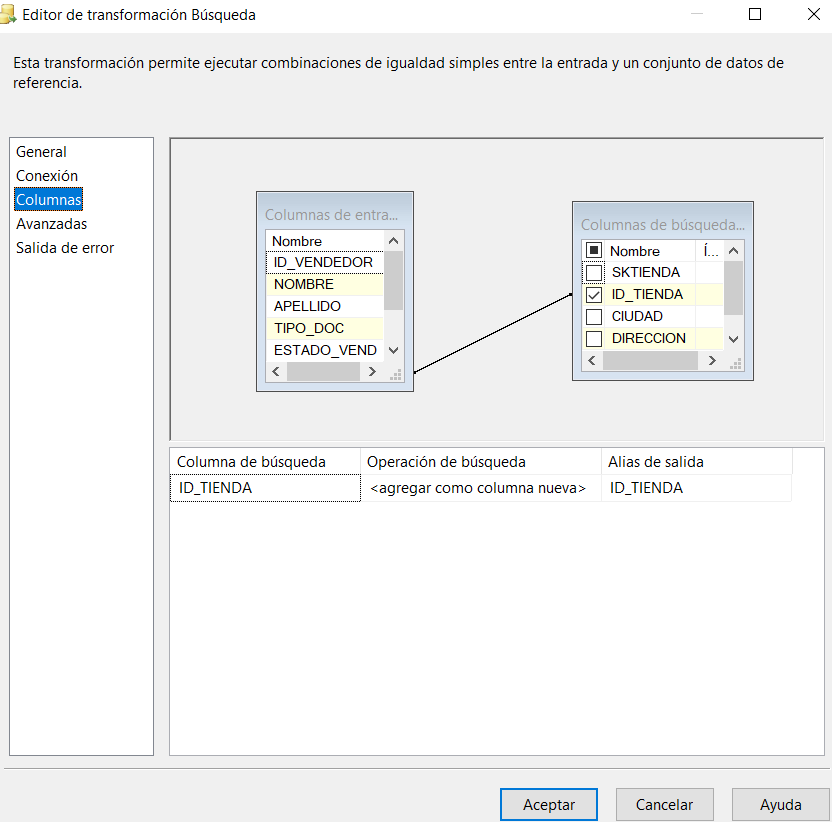 Editor de transformación Búsqueda
Esta transformación permite ejecutar combinaciones de igualdad simples entre la entrada y un conjunto de datos de
referencia.
General
Conexión
Columnas
Avanzadas
Salida de error
Columnas de entra...
Nombre
ID_VENDEDOR
NOMBRE
APELLIDO
TIPO_DOC
ESTADO_VEND
Columnas de búsqueda...
Nombre Í...
SKTIENDA
ID_TIENDA
CIUDAD
DIRECCION
Columna de búsqueda Operación de búsqueda Alias de salida
ID_TIENDA <agregar como columna nueva> ID_TIENDA
Aceptar Cancelar Ayuda